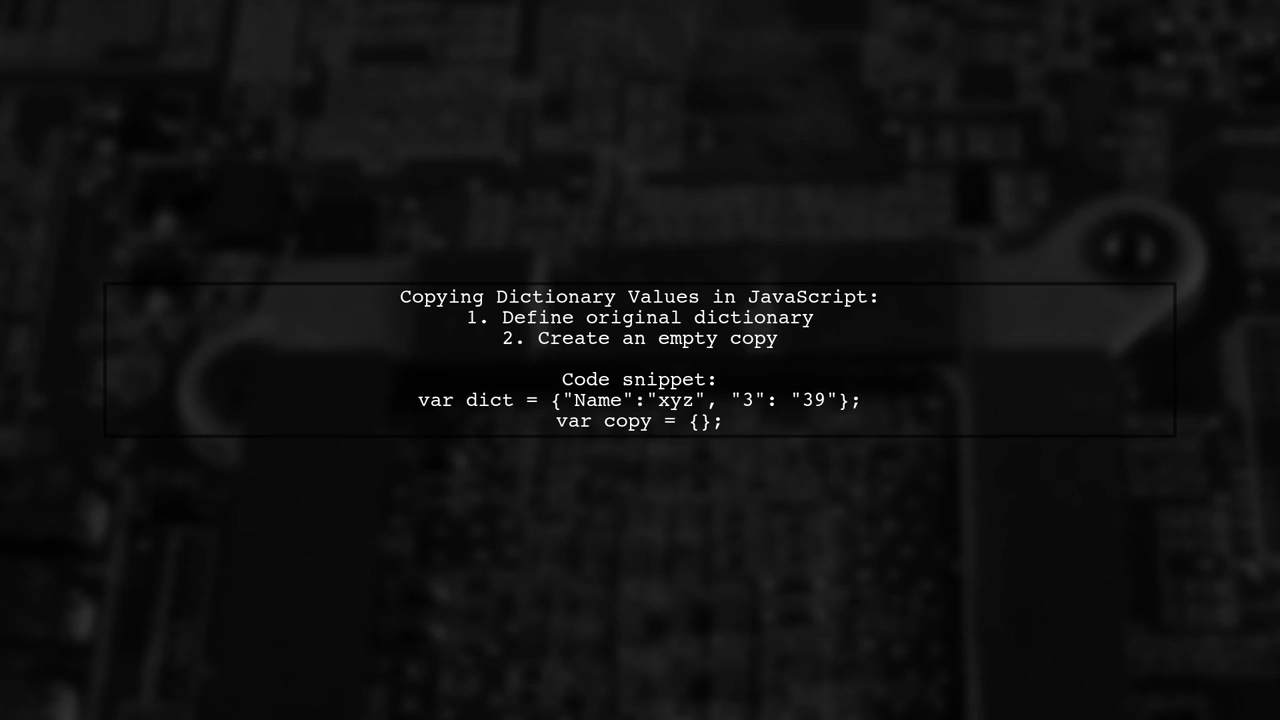 Copying Dictionary Values in JavaScript:
1. Define original dictionary
2. Create an empty copy
Code snippet:
var dict = {"Name":"xyz", "3": "39"};
var copy = {};